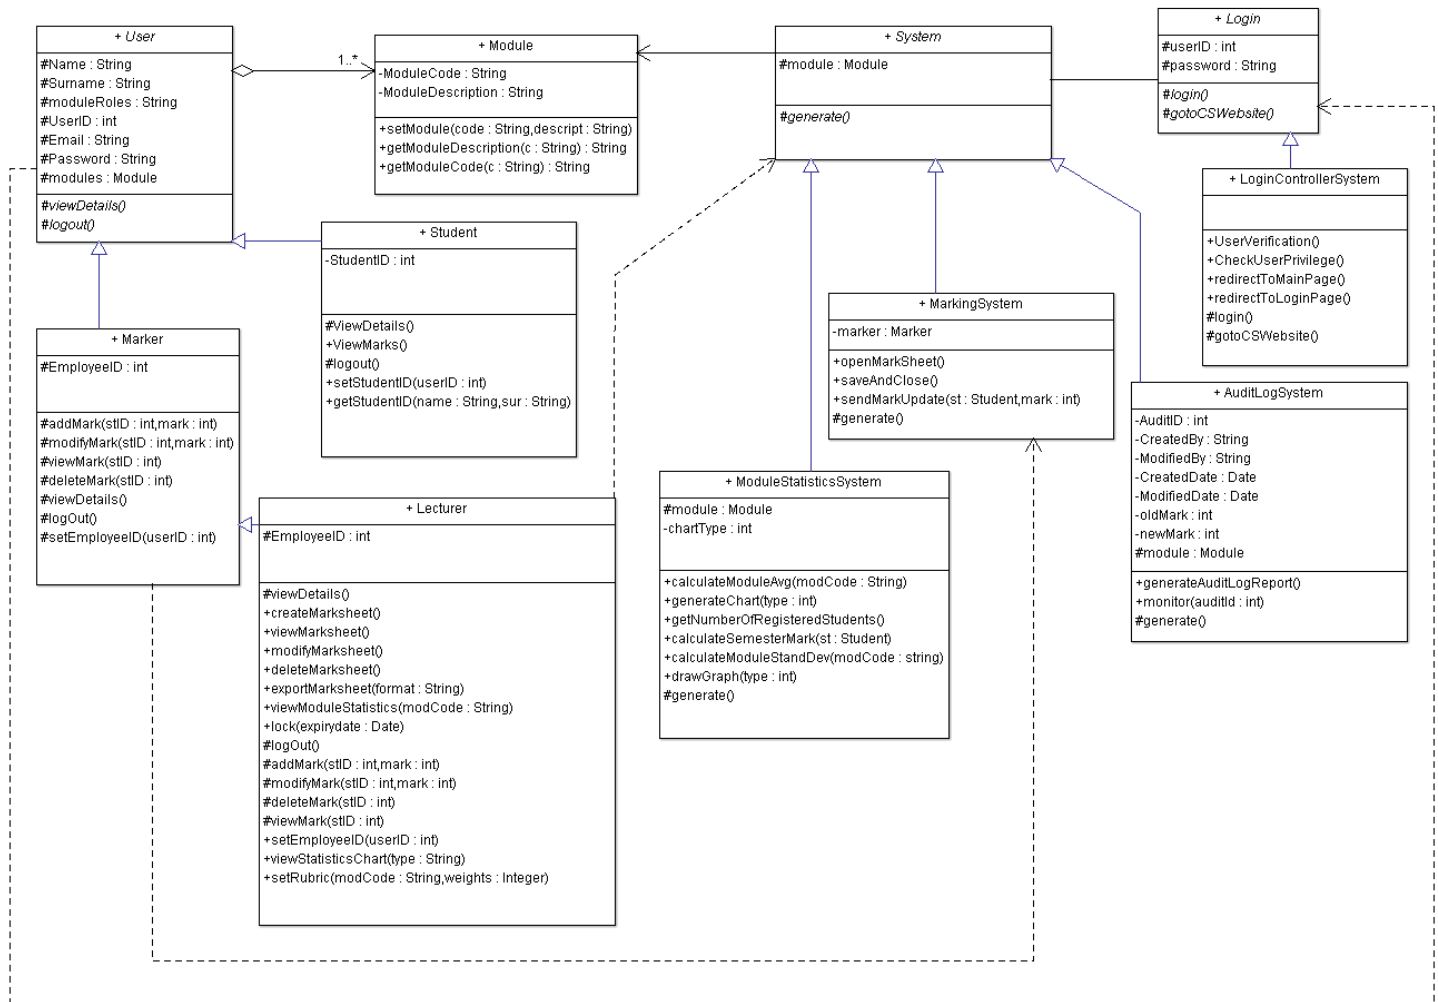 + User
#Name : String
#Surname : String
#moduleRoles : String
#UserID : int
#Email : String
#Password : String
#modules : Module
#viewDetails()
#logout()
1..*
+ Module
-ModuleCode : String
-ModuleDescription : String
+setModule(code : String,descript : String)
+getModuleDescription(c : String) : String
+getModuleCode(c : String) : String
+ System
#module : Module
#generate()
+ Login
#userID : int
#password : String
#login()
#gotoCSWebsite()
+ LoginControllerSystem
+UserVerification()
+CheckUserPrivilege()
+redirectToMainPage()
+redirectToLoginPage()
#login()
#gotoCSWebsite()
+ Student
-StudentID : int
#ViewDetails()
+ViewMarks()
#logout()
+setStudentID(userID : int)
+getStudentID(name : String,sur : String)
+ Marker
#EmployeeID : int
#addMark(stID : int,mark : int)
#modifyMark(stID : int,mark : int)
#viewMark(stID : int)
#deleteMark(stID : int)
#viewDetails()
#logOut()
#setEmployeeID(userID : int)
+ MarkingSystem
-marker : Marker
+openMarkSheet()
+saveAndClose()
+sendMarkUpdate(st : Student,mark : int)
#generate()
+ AuditLogSystem
-AuditID : int
-CreatedBy : String
-ModifiedBy : String
-CreatedDate : Date
-ModifiedDate : Date
-oldMark : int
-newMark : int
#module : Module
+generateAuditLogReport()
+monitor(auditId : int)
#generate()
+ ModuleStatisticsSystem
#module : Module
-chartType : int
+calculateModuleAvg(modCode : String)
+generateChart(type : int)
+getNumberOfRegisteredStudents()
+calculateSemesterMark(st : Student)
+calculateModuleStandDev(modCode : string)
+drawGraph(type : int)
#generate()
+ Lecturer
#EmployeeID : int
#viewDetails()
+createMarksheet()
+viewMarksheet()
+modifyMarksheet()
+deleteMarksheet()
+exportMarksheet(format : String)
+viewModuleStatistics(modCode : String)
+lock(expirydate : Date)
#logOut()
#addMark(stID : int,mark : int)
#modifyMark(stID : int,mark : int)
#deleteMark(stID : int)
#viewMark(stID : int)
+setEmployeeID(userID : int)
+viewStatisticsChart(type : String)
+setRubric(modCode : String,weights : Integer)